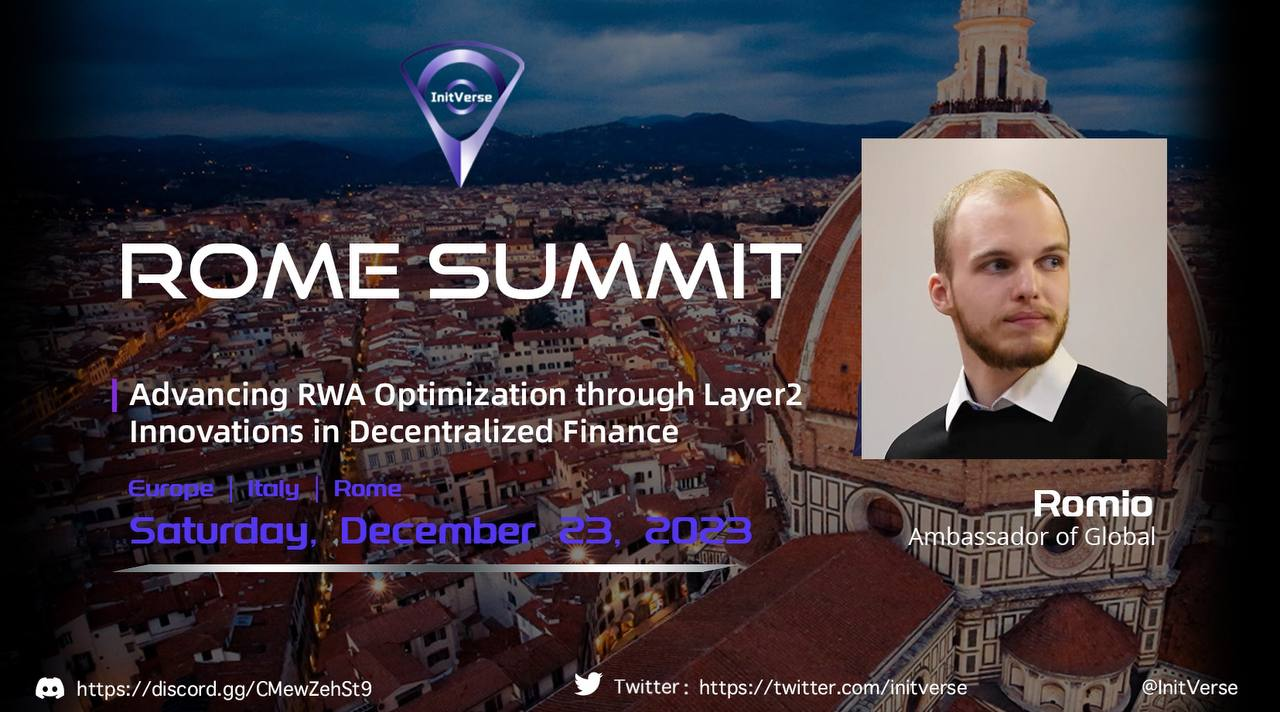 InitVerse
ROME SUMMIT
Advancing RWA Optimization through Layer2
Innovations in Decentralized Finance
Europe | Italy | Rome
Saturday, December 23, 2023
Romio
Ambassador of Global
https://discord.gg/CMewZehSt9
Twitter: https://twitter.com/initverse
@InitVerse